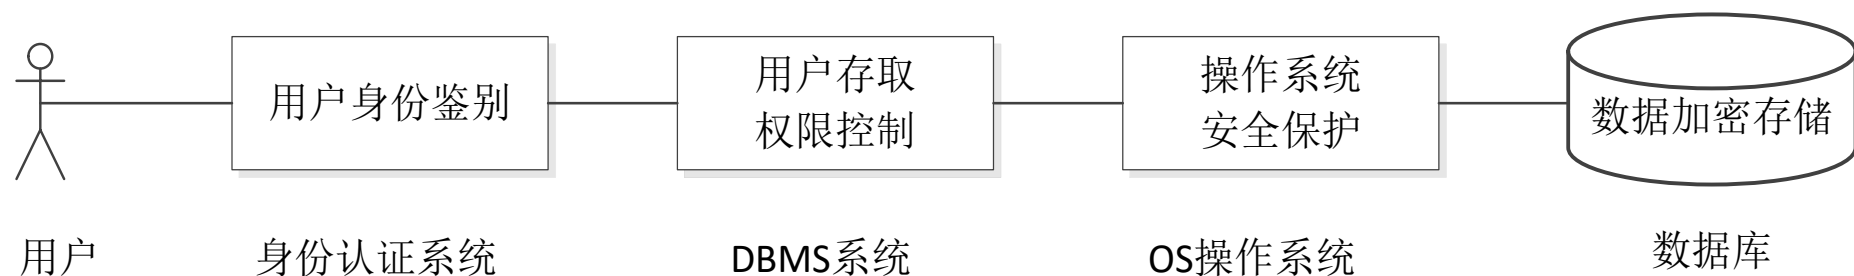 用户身份鉴别
用户存取
权限控制
操作系统
安全保护
数据加密存储
用户
身份认证系统
DBMS系统
OS操作系统
数据库